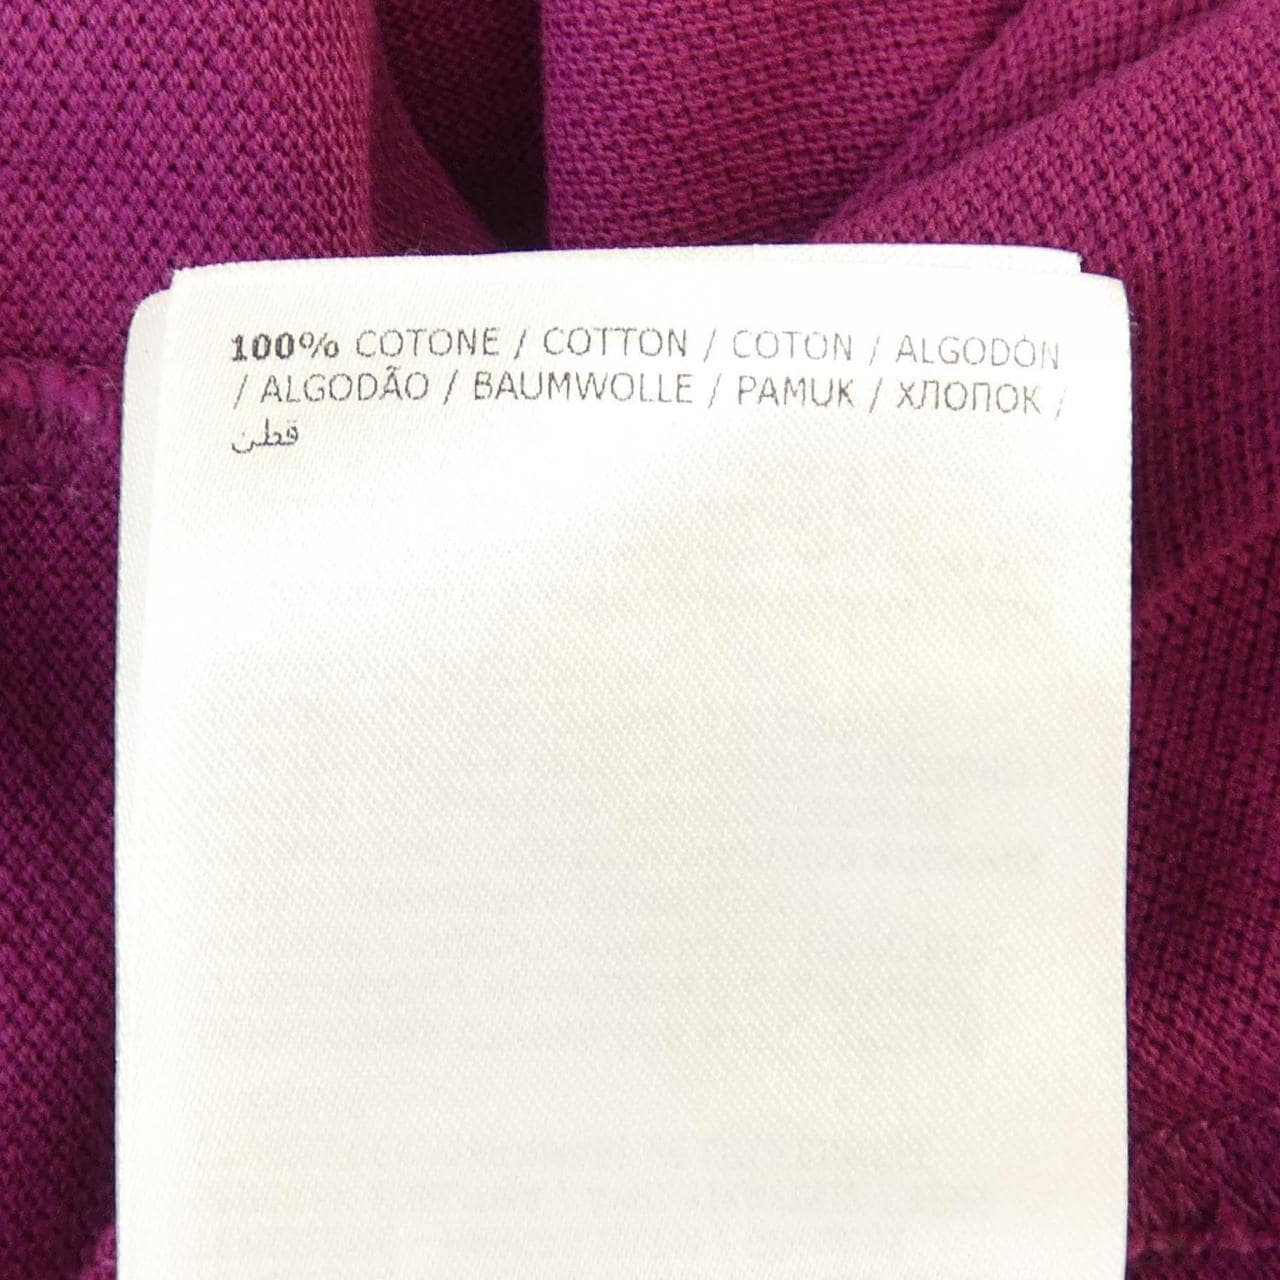 100% COTONE / COTTON / COTON / ALGODÓN
/ ALGODÃO / BAUMWOLLE / PAMUK / ХЛОПОК /
قطن